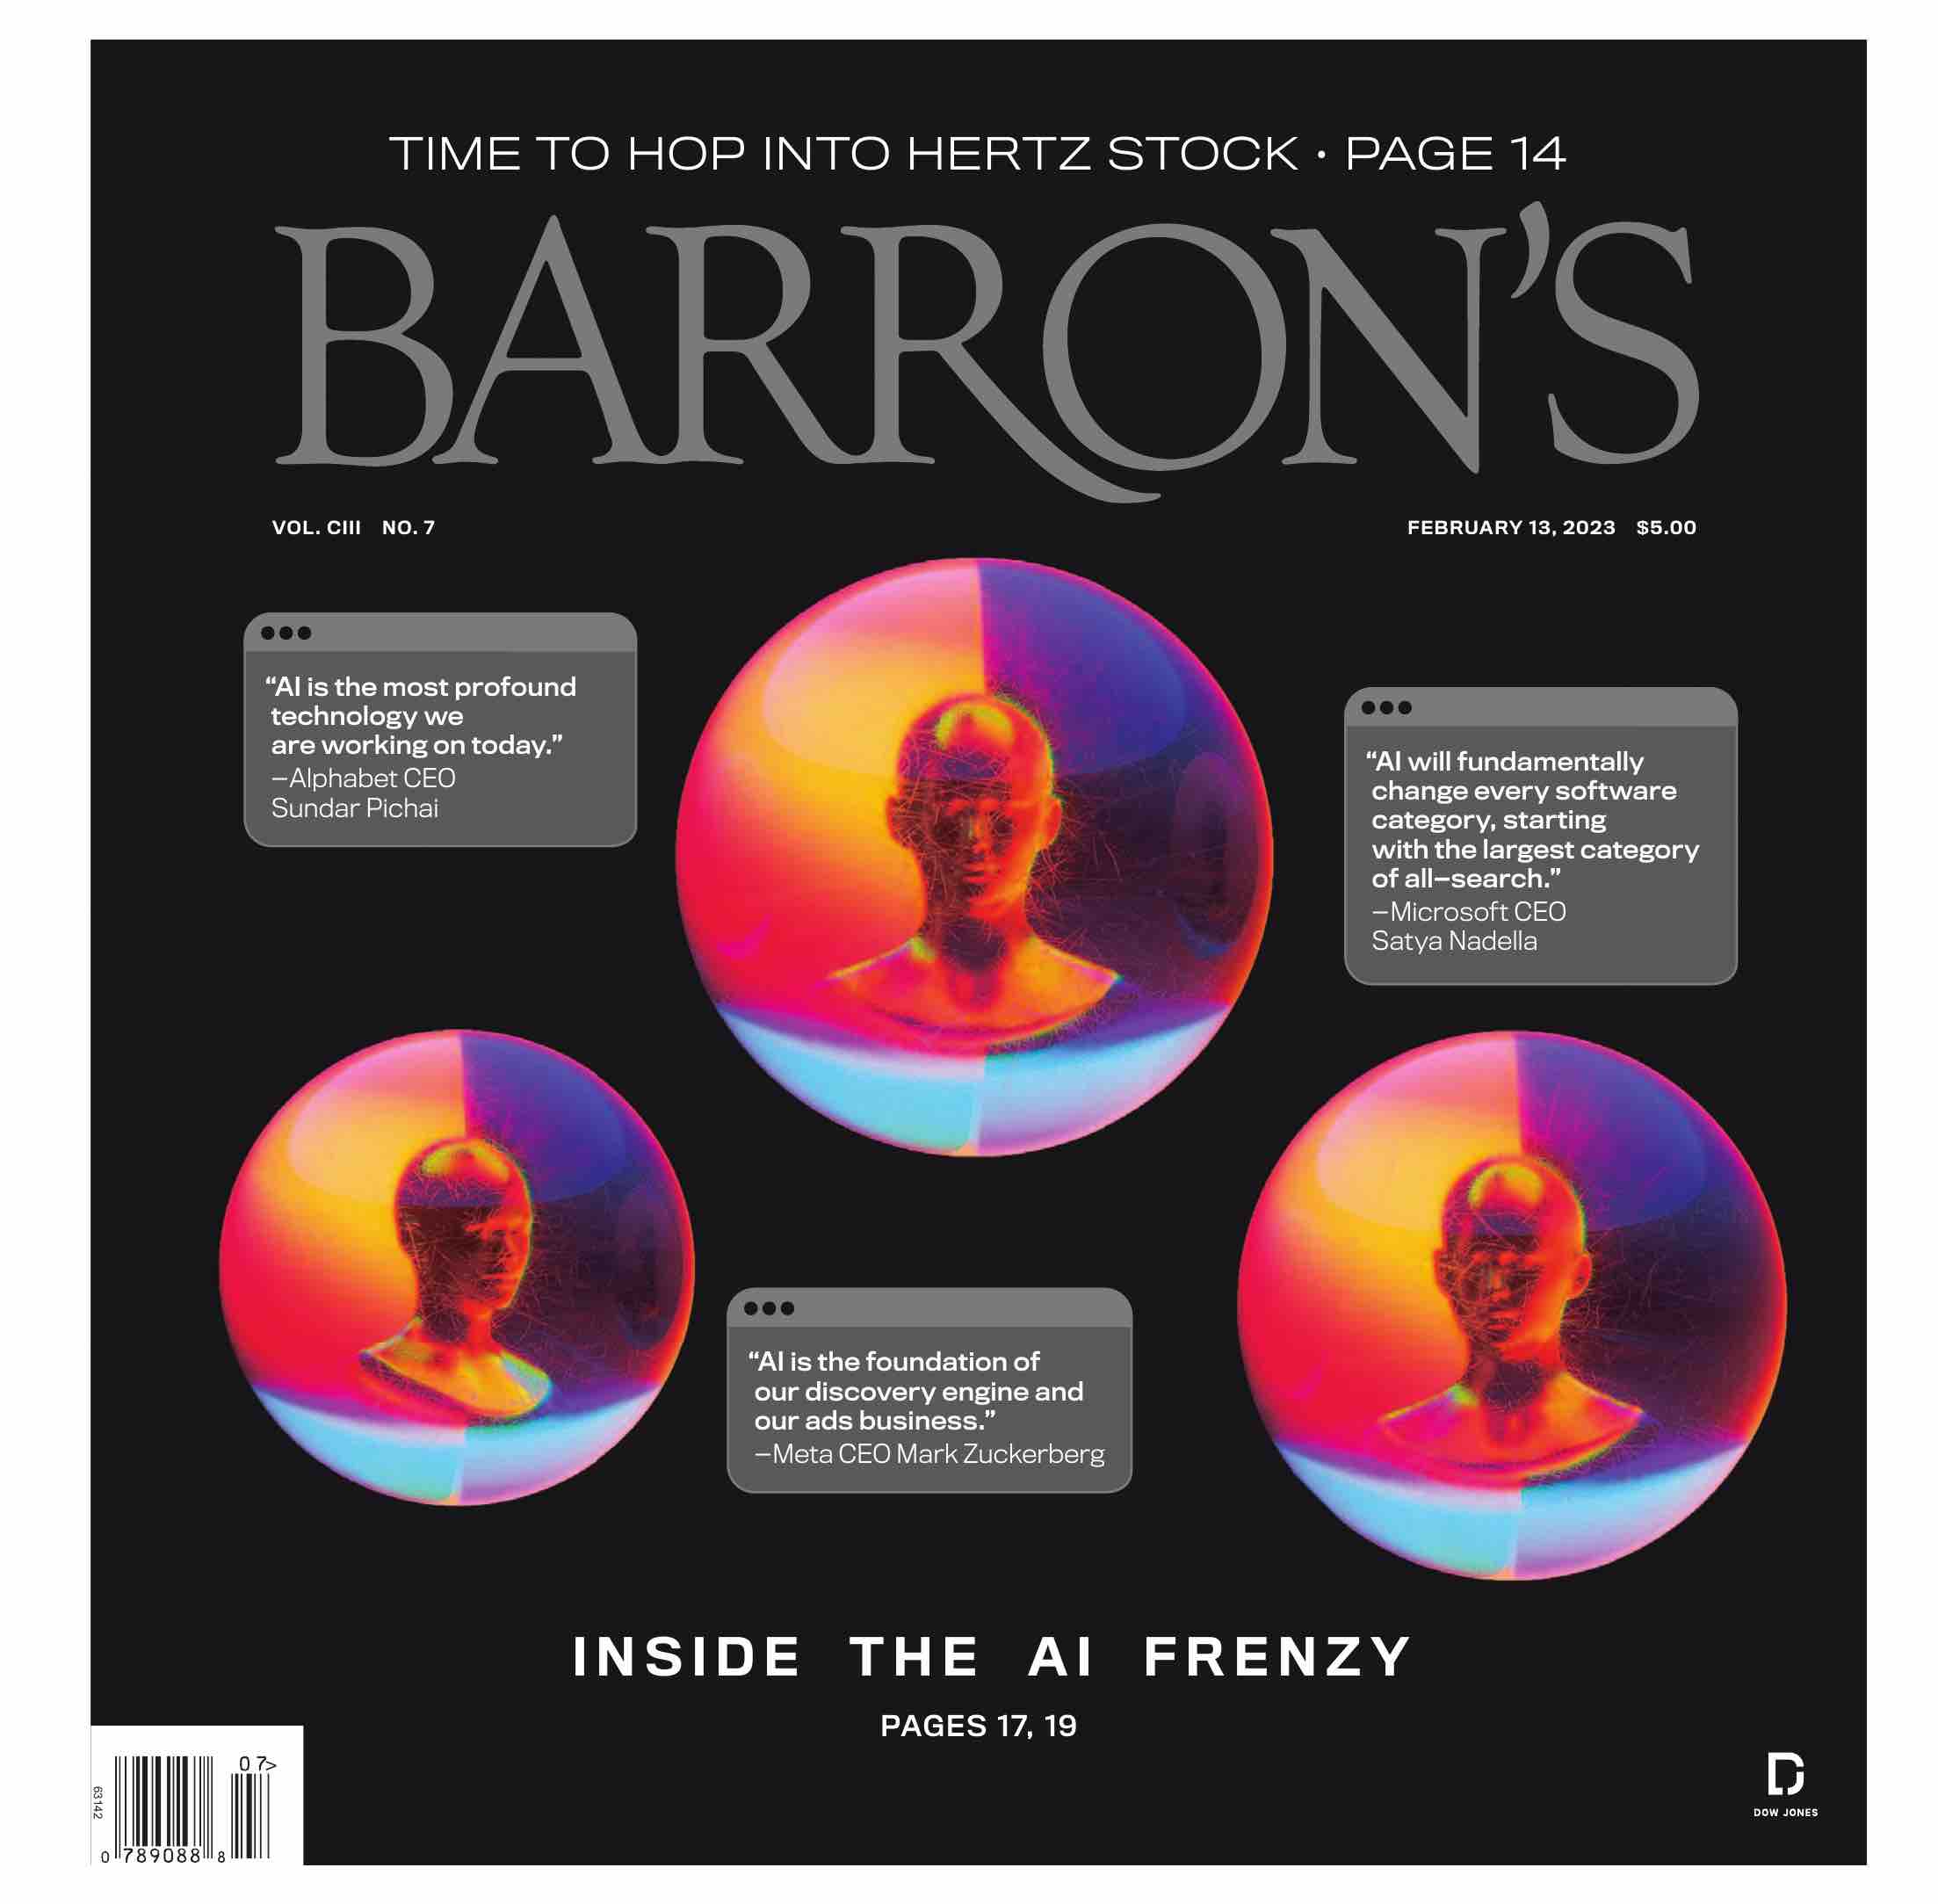 TIME TO HOP INTO HERTZ STOCK • PAGE 14
BARRON’S
VOL. CIII NO. 7
FEBRUARY 13, 2023 $5.00
“AI is the most profound
technology we
are working on today.”
—Alphabet CEO
Sundar Pichai
“AI will fundamentally
change every software
category, starting
with the largest category
of all—search.”
—Microsoft CEO
Satya Nadella
“AI is the foundation of
our discovery engine and
our ads business.”
—Meta CEO Mark Zuckerberg
INSIDE THE AI FRENZY
PAGES 17, 19
07>
63142
0 789088 8
DOW JONES